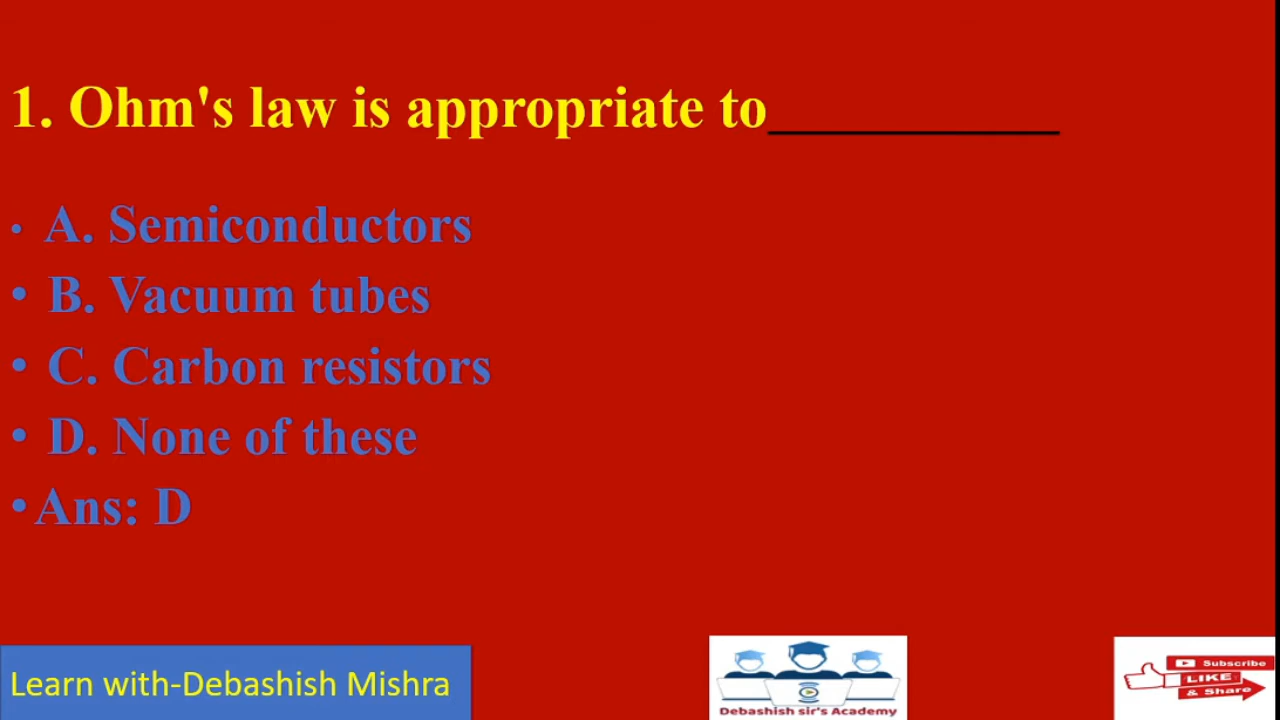 1. Ohm's law is appropriate to__________
• A. Semiconductors
• B. Vacuum tubes
• C. Carbon resistors
• D. None of these
• Ans: D
Learn with-Debashish Mishra
Debashish sir's Academy
Subscribe
LIKE
& Share